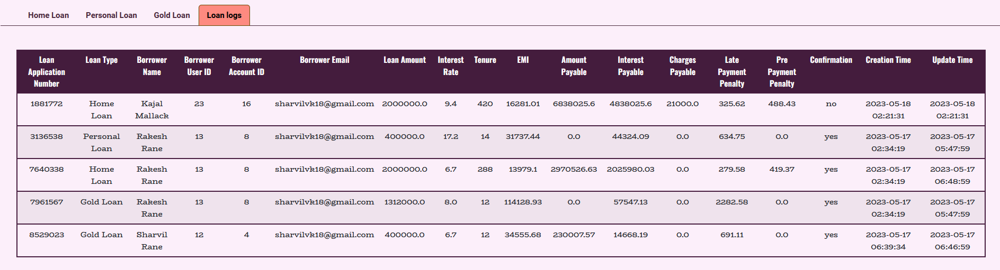 Home Loan Personal Loan Gold Loan Loan logs
Loan Application Number Loan Type Borrower Name Borrower User ID Borrower Account ID Borrower Email Loan Amount Interest Rate Tenure EMI Amount Payable Interest Payable Charges Payable Late Payment Penalty Pre Payment Penalty Confirmation Creation Time Update Time
1881772 Home Loan Kajal Mallack 23 16 sharvilvk18@gmail.com 2000000.0 9.4 420 16281.01 6838025.6 4838025.6 21000.0 325.62 488.43 no 2023-05-18 02:21:31 2023-05-18 02:21:31
3136538 Personal Loan Rakesh Rane 13 8 sharvilvk18@gmail.com 400000.0 17.2 14 31737.44 0.0 44324.09 0.0 634.75 0.0 yes 2023-05-17 02:34:19 2023-05-17 05:47:59
7640338 Home Loan Rakesh Rane 13 8 sharvilvk18@gmail.com 2000000.0 6.7 288 13979.1 2970526.63 2025980.03 0.0 279.58 419.37 yes 2023-05-17 02:34:19 2023-05-17 06:48:59
7961567 Gold Loan Rakesh Rane 13 8 sharvilvk18@gmail.com 1312000.0 8.0 12 114128.93 0.0 57547.13 0.0 2282.58 0.0 yes 2023-05-17 02:34:19 2023-05-17 05:47:59
8529023 Gold Loan Sharvil Rane 12 4 sharvilvk18@gmail.com 400000.0 6.7 12 34555.68 230007.57 14668.19 0.0 691.11 0.0 yes 2023-05-17 06:39:34 2023-05-17 06:46:59